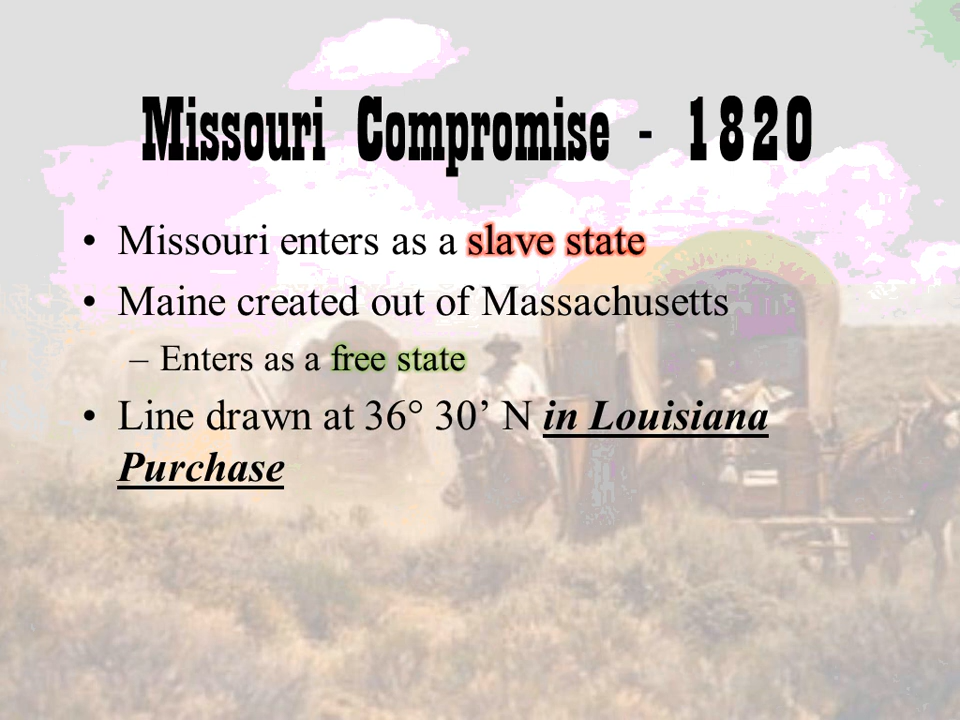 Missouri Compromise - 1820
• Missouri enters as a slave state
• Maine created out of Massachusetts
– Enters as a free state
• Line drawn at 36° 30’ N in Louisiana
Purchase